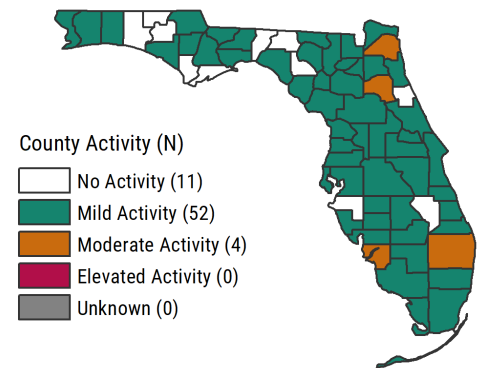 County Activity (N)
No Activity (11)
Mild Activity (52)
Moderate Activity (4)
Elevated Activity (0)
Unknown (0)